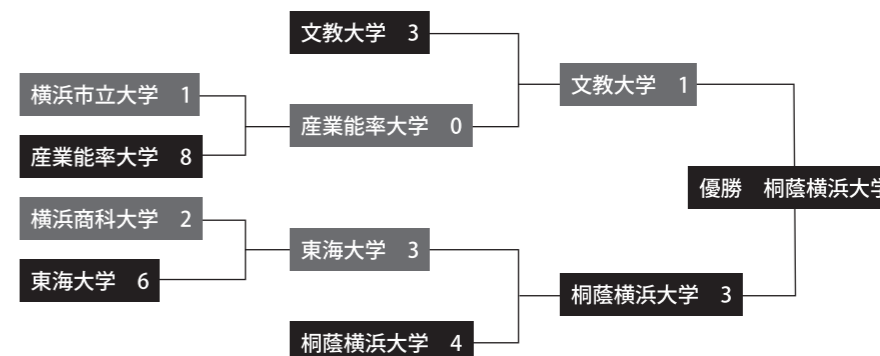 文教大学　3
横浜市立大学　1
文教大学　1
産業能率大学　0
産業能率大学　8
優勝　桐蔭横浜大学
横浜商科大学　2
東海大学　3
東海大学　6
桐蔭横浜大学　3
桐蔭横浜大学　4